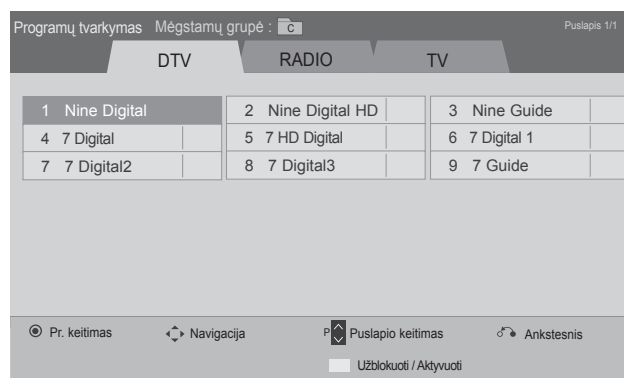 Programų tvarkymas Mėgstamų grupė : C Puslapis 1/1
DTV RADIO TV
1 Nine Digital 2 Nine Digital HD 3 Nine Guide
4 7 Digital 5 7 HD Digital 6 7 Digital 1
7 7 Digital2 8 7 Digital3 9 7 Guide
Pr. keitimas Navigacija P Puslapio keitimas Ankstesnis
Užblokuoti / Aktyvuoti